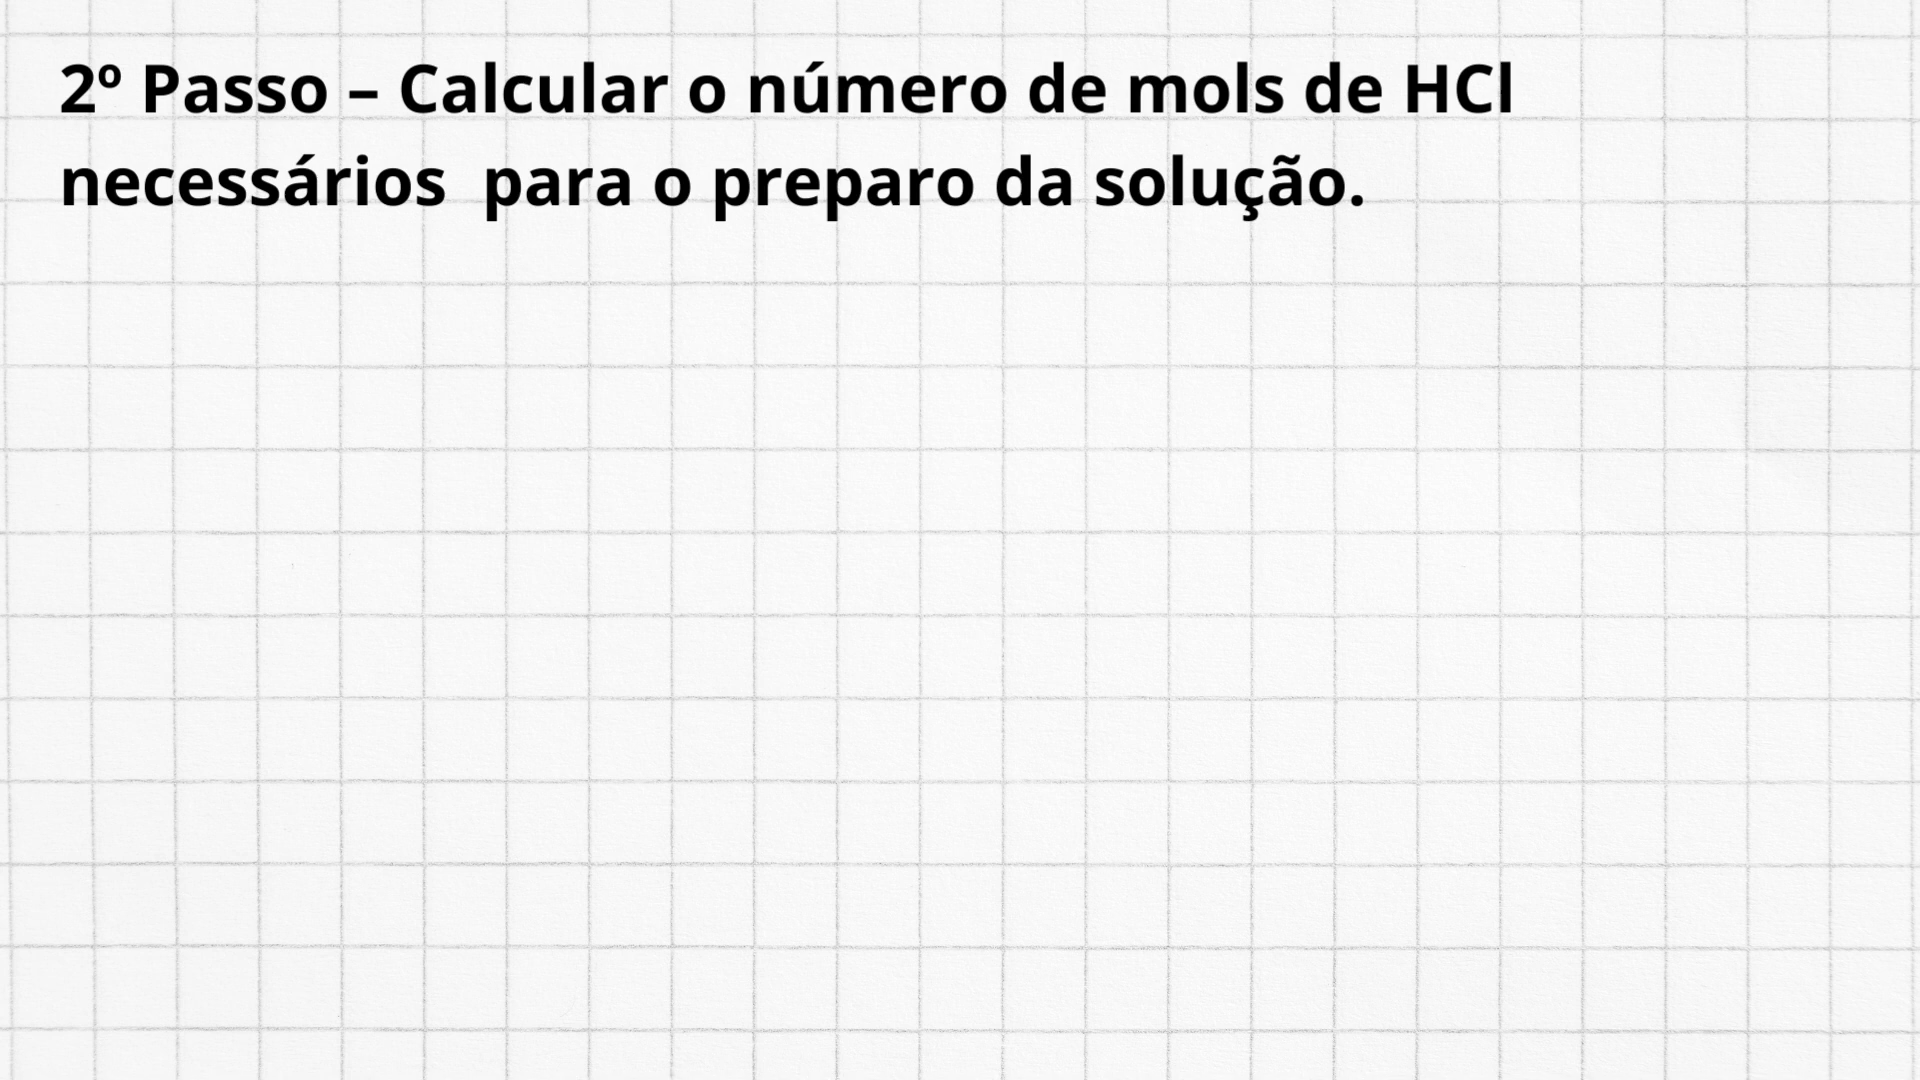 2º Passo – Calcular o número de mols de HCl
necessários  para o preparo da solução.